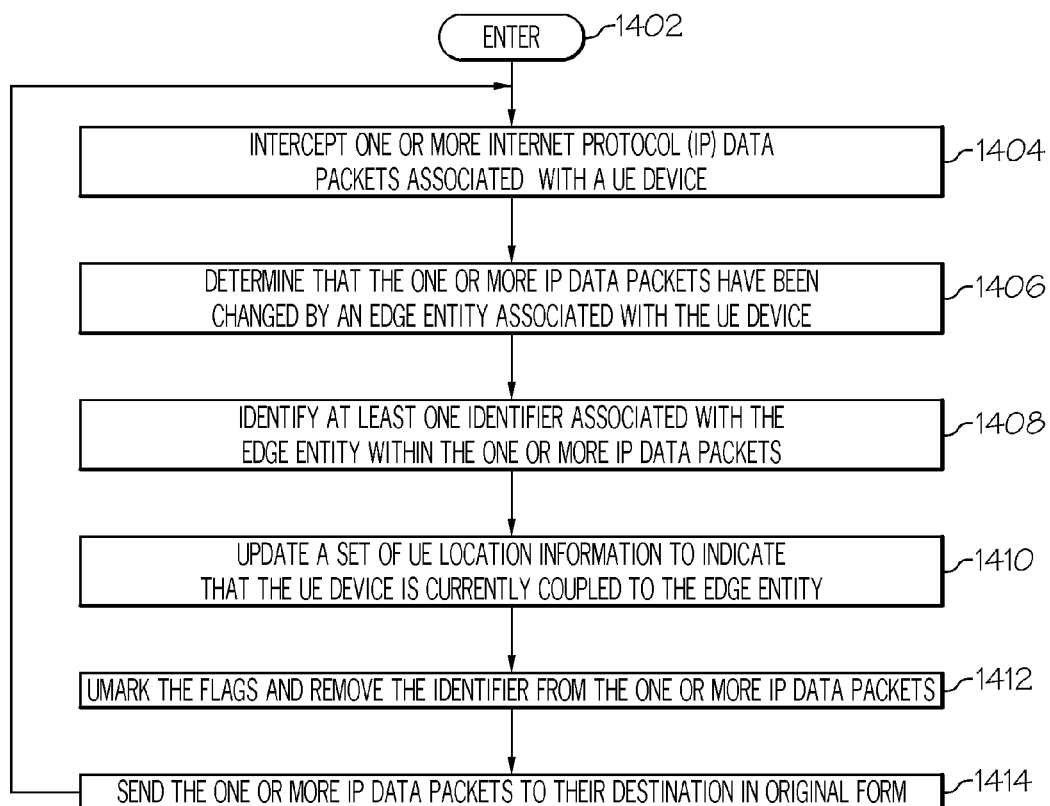 ENTER
1402
INTERCEPT ONE OR MORE INTERNET PROTOCOL (IP) DATA
PACKETS ASSOCIATED WITH A UE DEVICE
1404
DETERMINE THAT THE ONE OR MORE IP DATA PACKETS HAVE BEEN
CHANGED BY AN EDGE ENTITY ASSOCIATED WITH THE UE DEVICE
1406
IDENTIFY AT LEAST ONE IDENTIFIER ASSOCIATED WITH THE
EDGE ENTITY WITHIN THE ONE OR MORE IP DATA PACKETS
1408
UPDATE A SET OF UE LOCATION INFORMATION TO INDICATE
THAT THE UE DEVICE IS CURRENTLY COUPLED TO THE EDGE ENTITY
1410
UMARK THE FLAGS AND REMOVE THE IDENTIFIER FROM THE ONE OR MORE IP DATA PACKETS
1412
SEND THE ONE OR MORE IP DATA PACKETS TO THEIR DESTINATION IN ORIGINAL FORM
1414